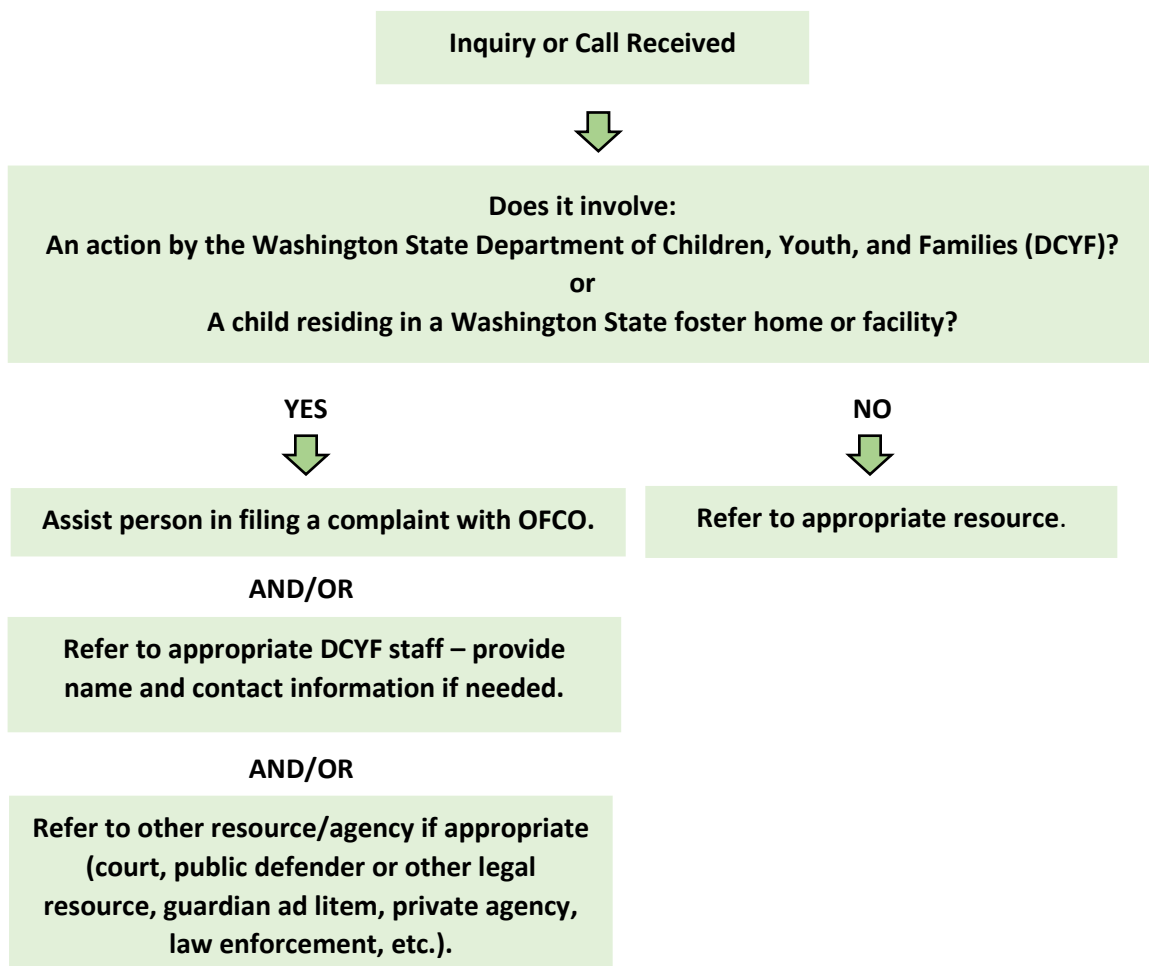 Inquiry or Call Received
Does it involve:
An action by the Washington State Department of Children, Youth, and Families (DCYF)?
or
A child residing in a Washington State foster home or facility?
YES
NO
Assist person in filing a complaint with OFCO.
Refer to appropriate resource.
AND/OR
Refer to appropriate DCYF staff – provide
name and contact information if needed.
AND/OR
Refer to other resource/agency if appropriate
(court, public defender or other legal
resource, guardian ad litem, private agency,
law enforcement, etc.).